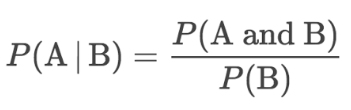 P(A | B) = P(A and B) / P(B)